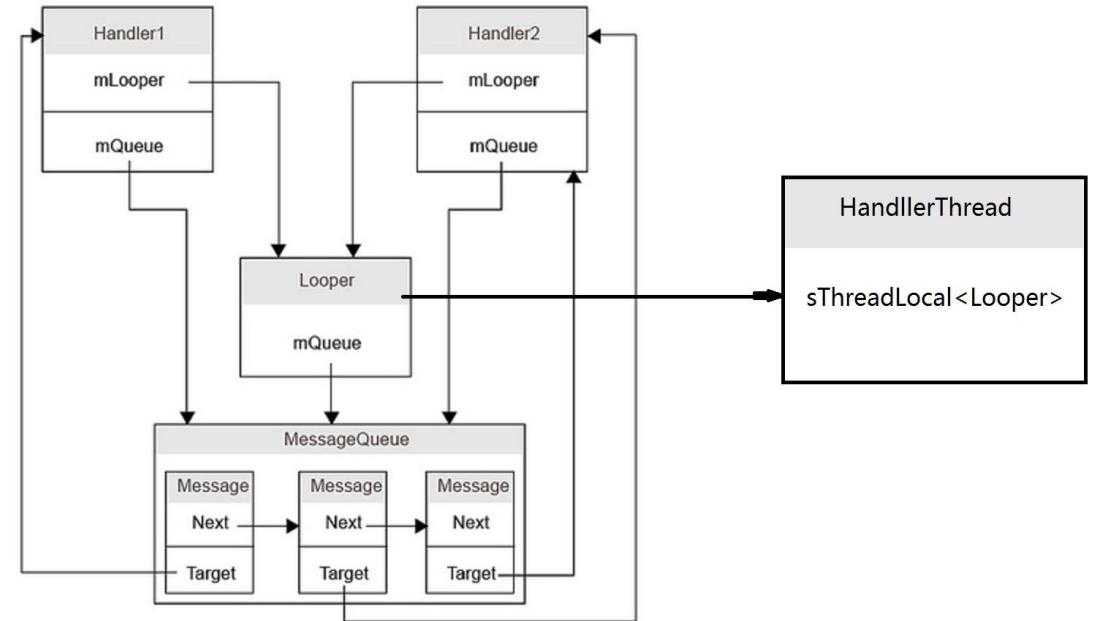 Handler1
mLooper
mQueue
Handler2
mLooper
mQueue
HandllerThread
sThreadLocal<Looper>
Looper
mQueue
MessageQueue
Message
Next
Target
Message
Next
Target
Message
Next
Target